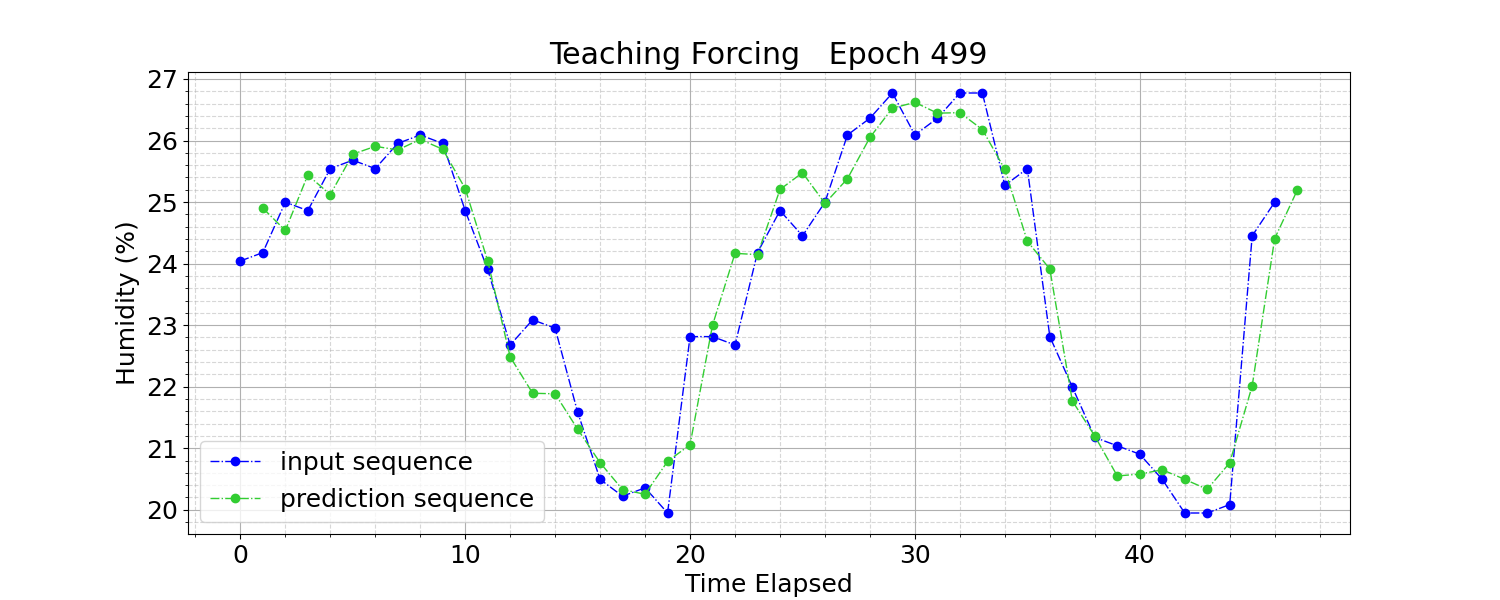 Teaching Forcing   Epoch 499
27
26
25
24
23
22
21
20
Humidity (%)
input sequence
prediction sequence
0 10 20 30 40
Time Elapsed